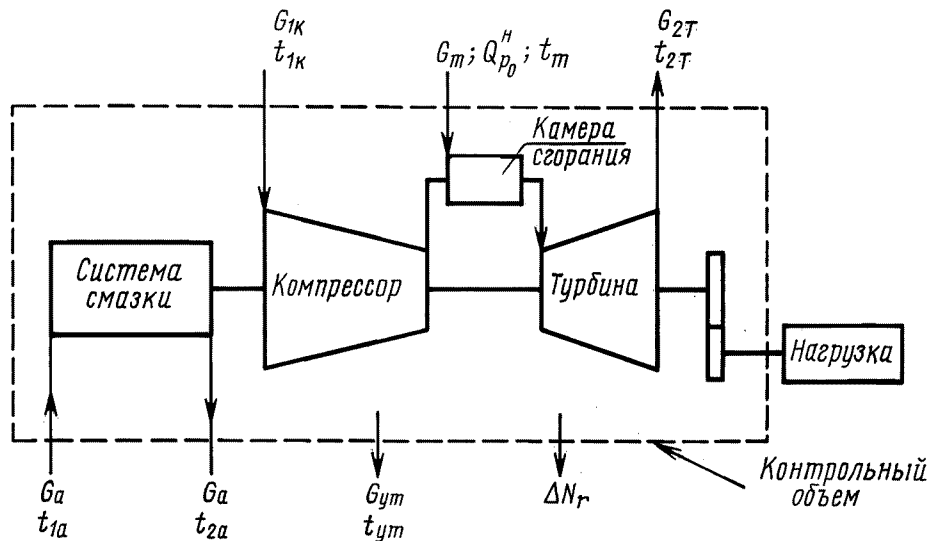 G1к
t1к
Gт; Qр₀ᴴ; tт
G2т
t2т
Камера
сгорания
Система
смазки
Компрессор
Турбина
Нагрузка
Контрольный
объем
Gа
t1а
Gа
t2а
Gут
tут
ΔNг